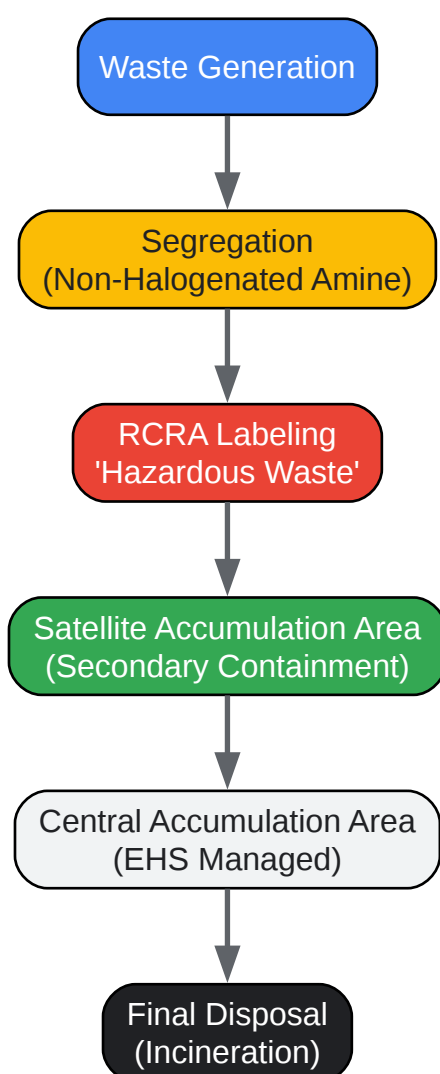 Waste Generation
Segregation
(Non-Halogenated Amine)
RCRA Labeling
'Hazardous Waste'
Satellite Accumulation Area
(Secondary Containment)
Central Accumulation Area
(EHS Managed)
Final Disposal
(Incineration)